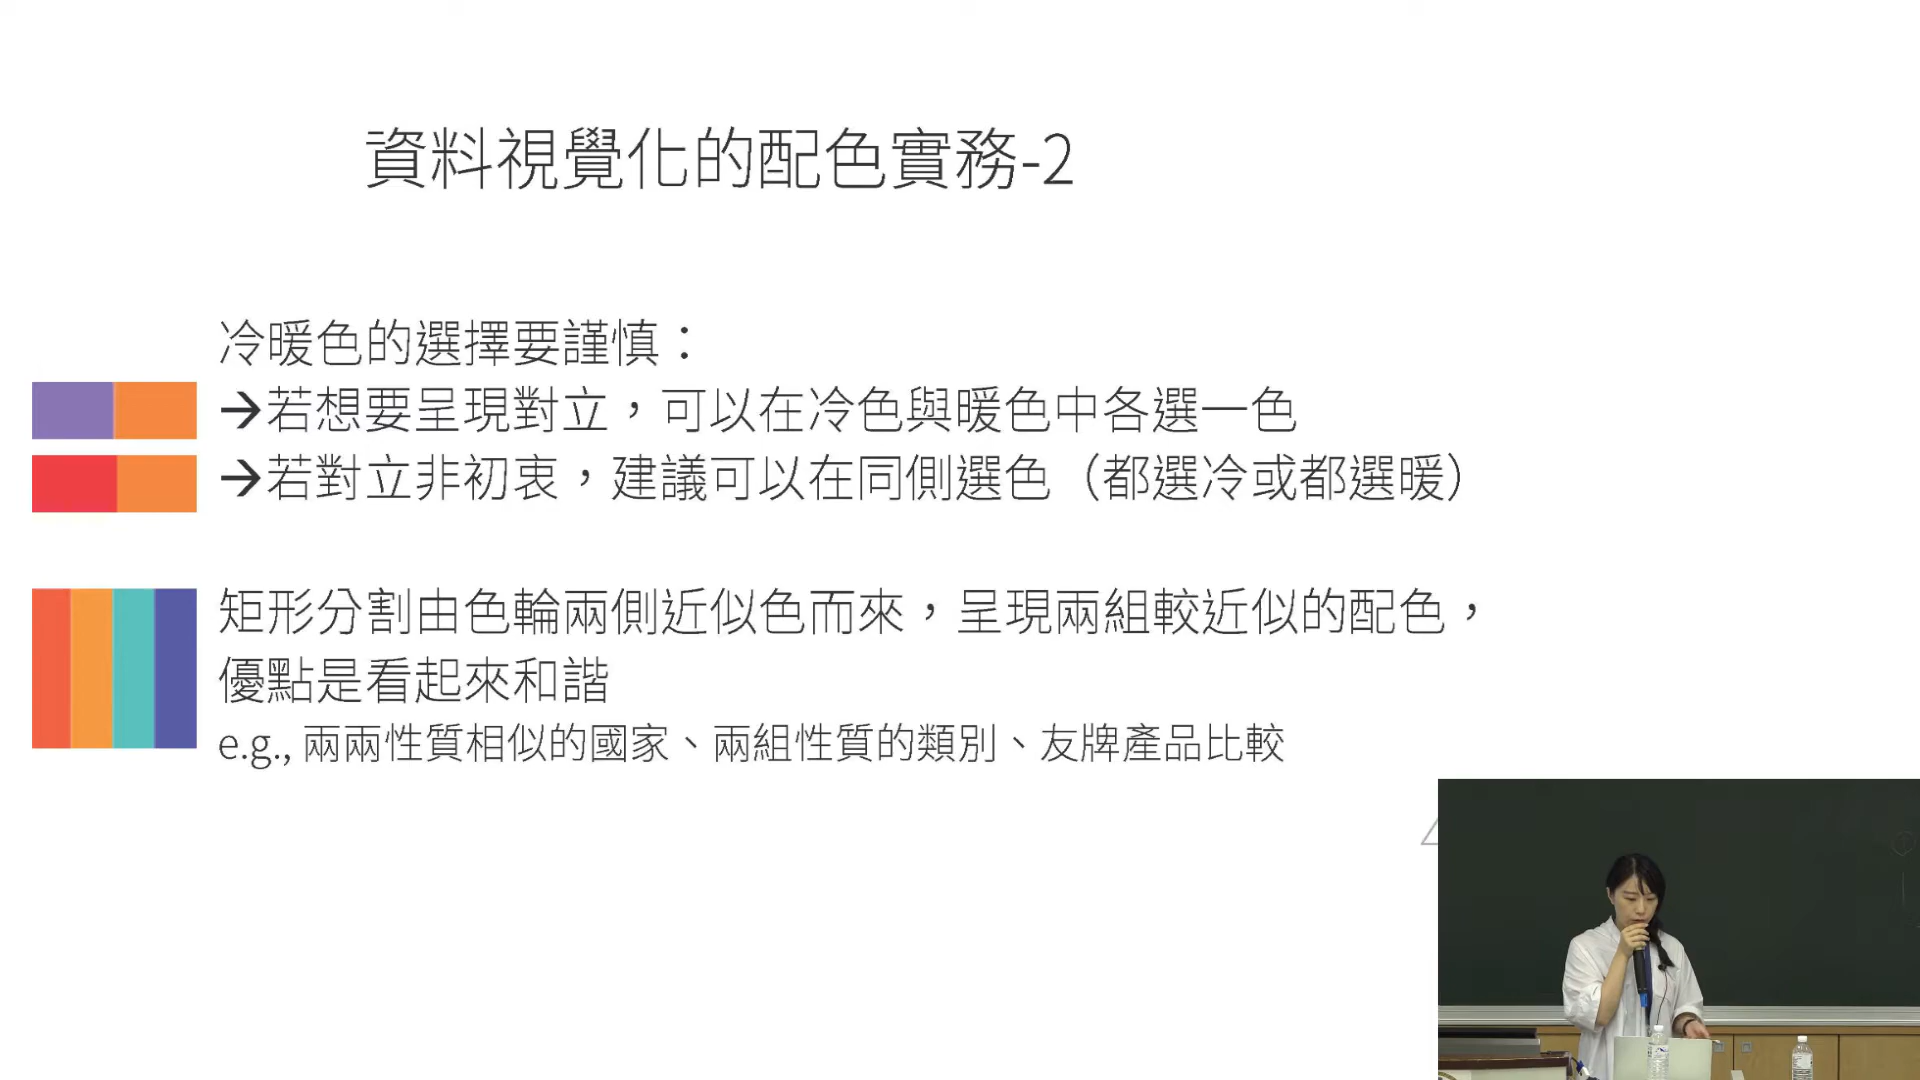 資料視覺化的配色實務-2
冷暖色的選擇要謹慎：
→若想要呈現對立，可以在冷色與暖色中各選一色
→若對立非初衷，建議可以在同側選色（都選冷或都選暖）
矩形分割由色輪兩側近似色而來，呈現兩組較近似的配色，
優點是看起來和諧
e.g., 兩兩性質相似的國家、兩組性質的類別、友牌產品比較